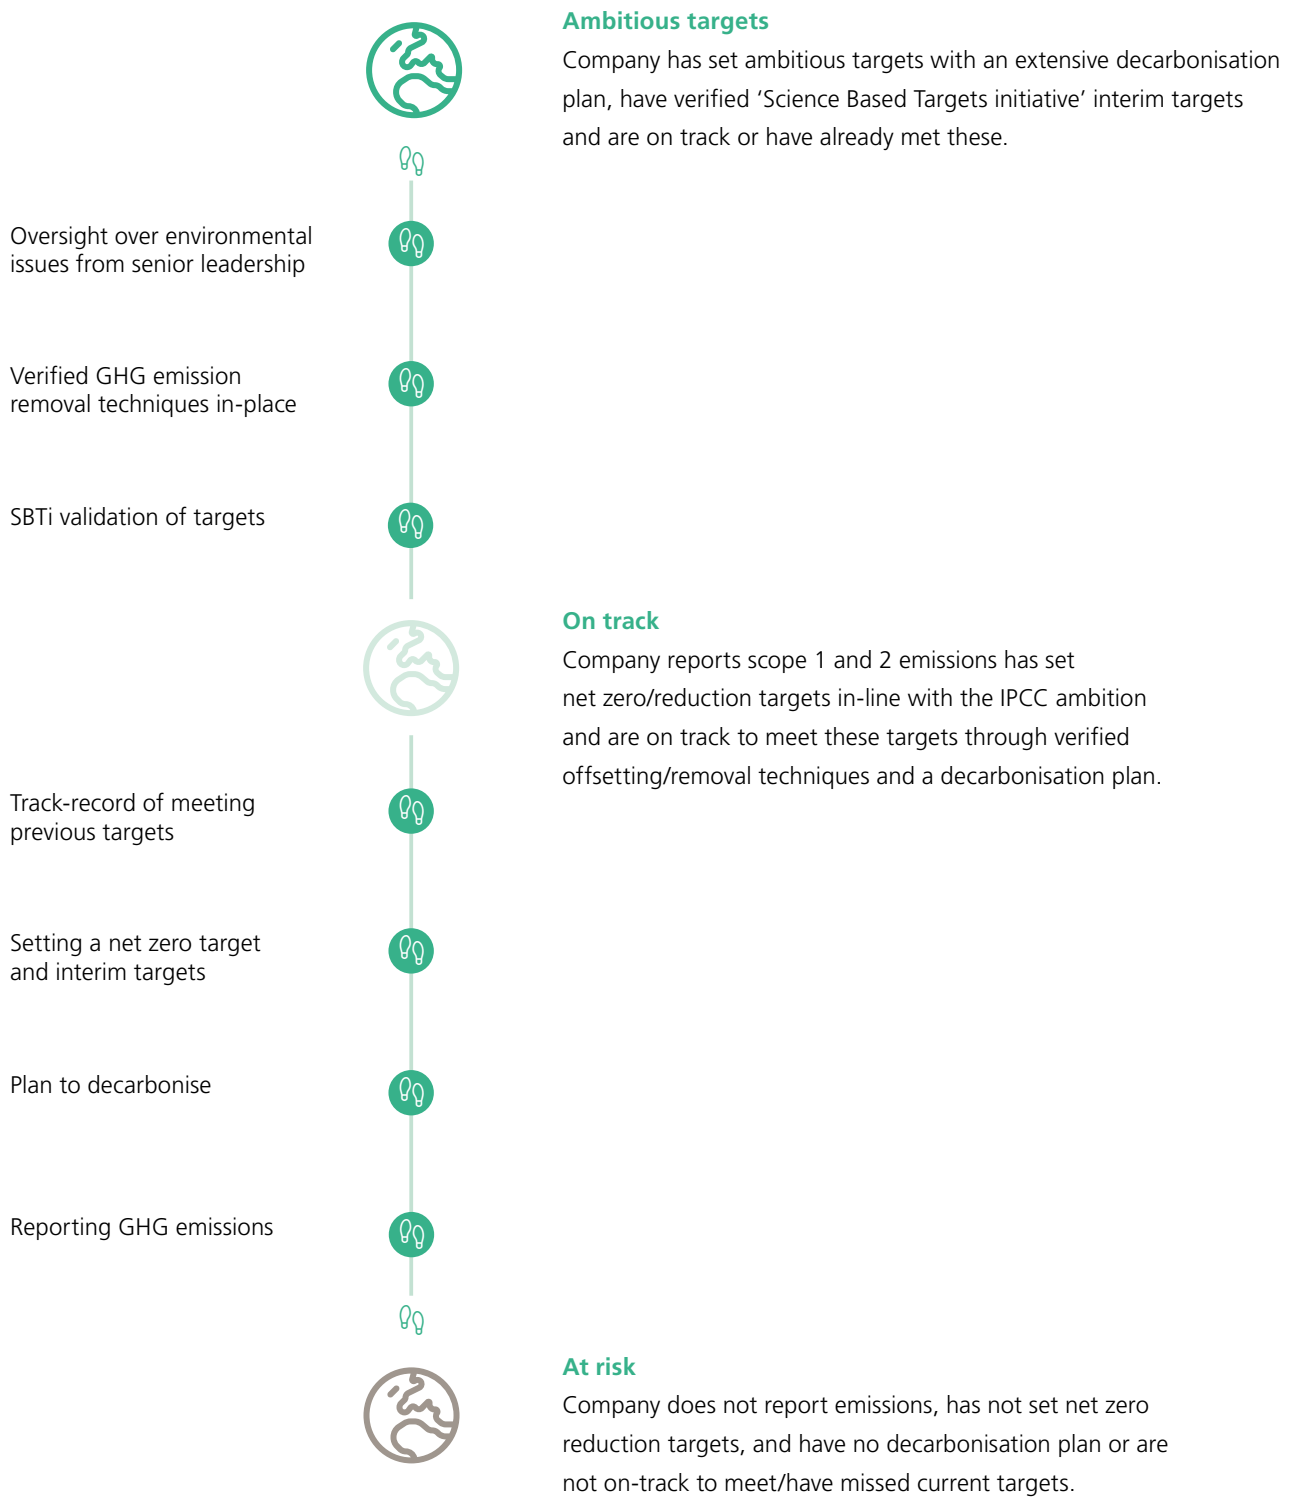 Ambitious targets
Company has set ambitious targets with an extensive decarbonisation
plan, have verified ‘Science Based Targets initiative’ interim targets
and are on track or have already met these.
Oversight over environmental
issues from senior leadership
Verified GHG emission
removal techniques in-place
SBTi validation of targets
On track
Company reports scope 1 and 2 emissions has set
net zero/reduction targets in-line with the IPCC ambition
and are on track to meet these targets through verified
offsetting/removal techniques and a decarbonisation plan.
Track-record of meeting
previous targets
Setting a net zero target
and interim targets
Plan to decarbonise
Reporting GHG emissions
At risk
Company does not report emissions, has not set net zero
reduction targets, and have no decarbonisation plan or are
not on-track to meet/have missed current targets.